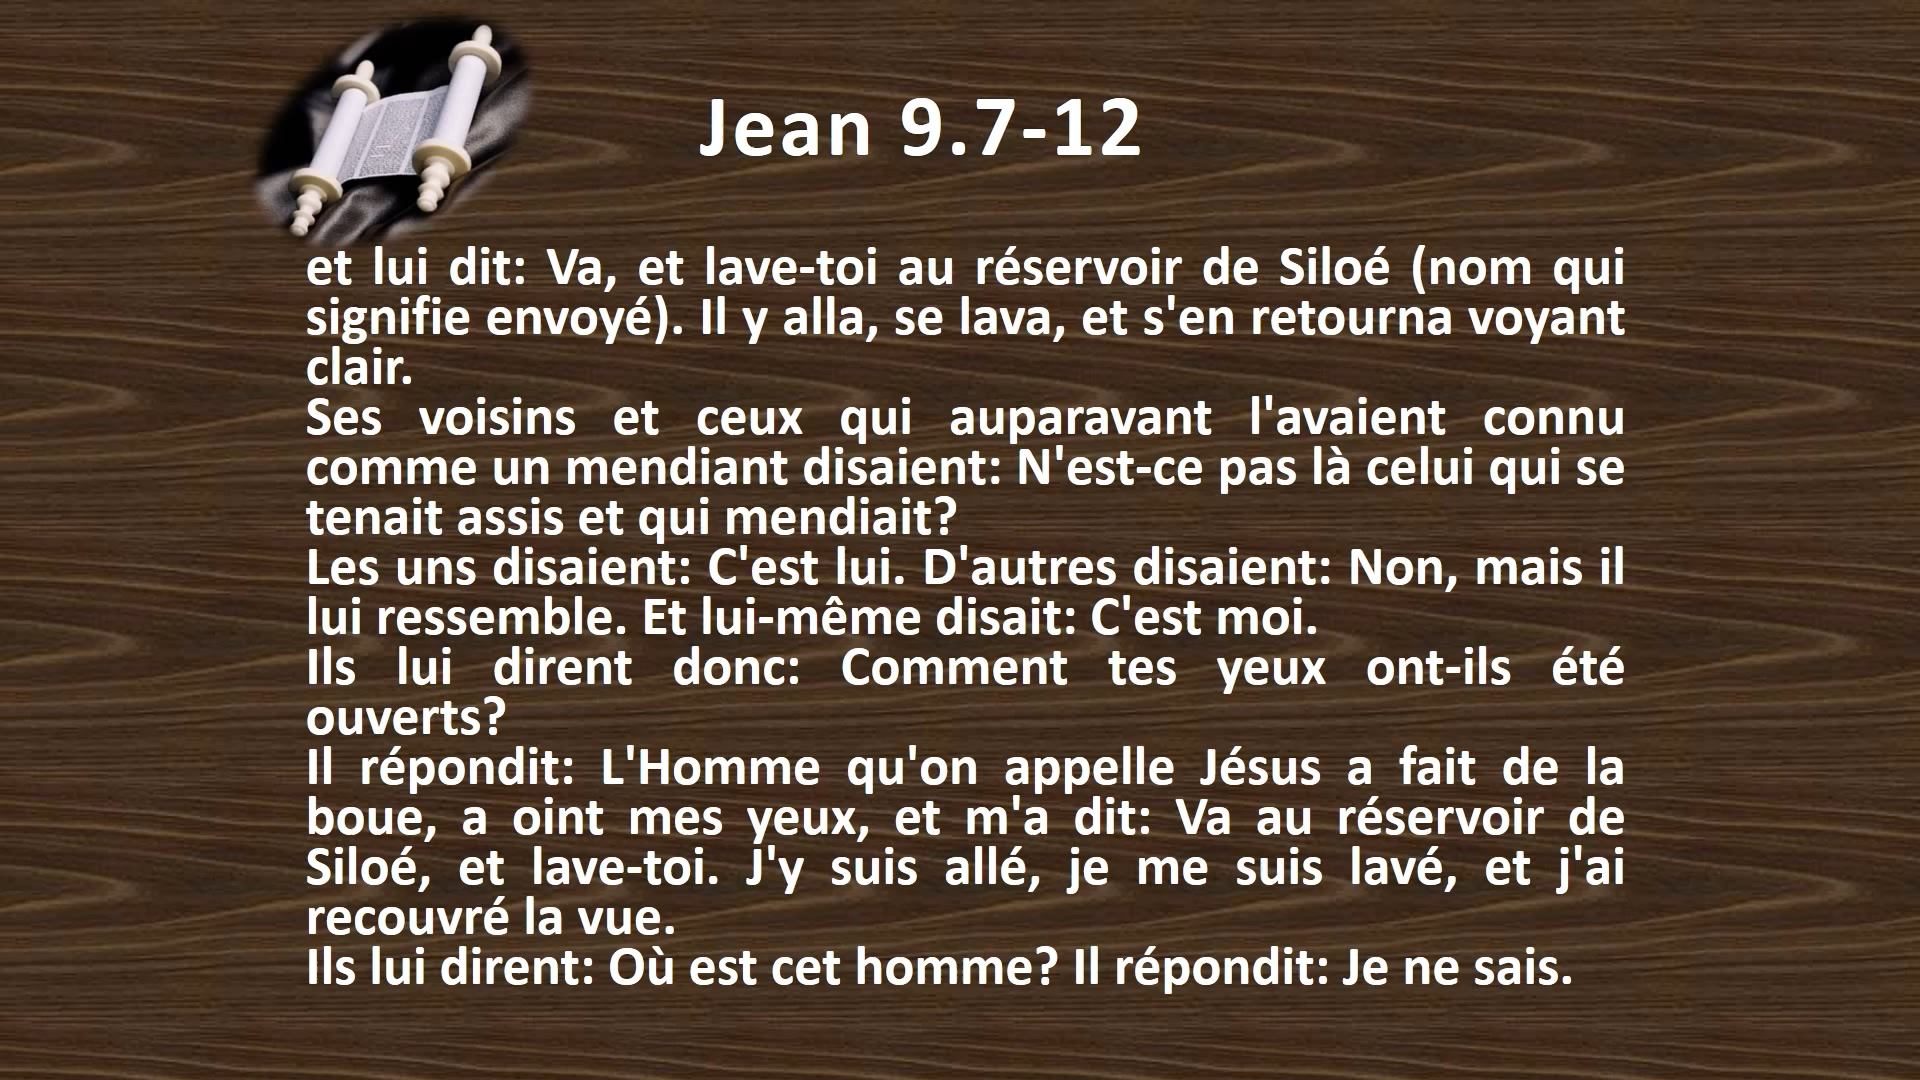 Jean 9.7-12
et lui dit: Va, et lave-toi au réservoir de Siloé (nom qui
signifie envoyé). Il y alla, se lava, et s'en retourna voyant
clair.
Ses voisins et ceux qui auparavant l'avaient connu
comme un mendiant disaient: N'est-ce pas là celui qui se
tenait assis et qui mendiait?
Les uns disaient: C'est lui. D'autres disaient: Non, mais il
lui ressemble. Et lui-même disait: C'est moi.
Ils lui dirent donc: Comment tes yeux ont-ils été
ouverts?
Il répondit: L'Homme qu'on appelle Jésus a fait de la
boue, a oint mes yeux, et m'a dit: Va au réservoir de
Siloé, et lave-toi. J'y suis allé, je me suis lavé, et j'ai
recouvré la vue.
Ils lui dirent: Où est cet homme? Il répondit: Je ne sais.